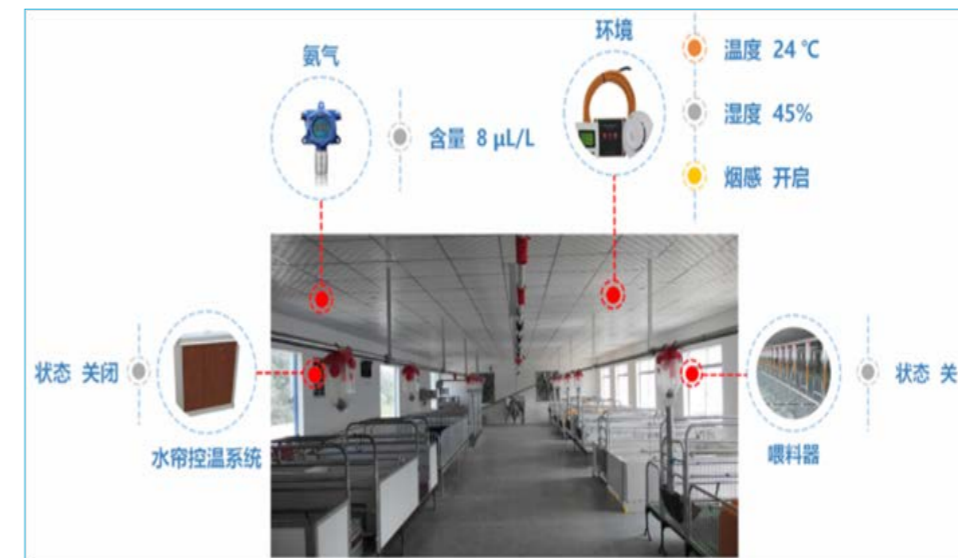 氨气
含量 8 μL/L
环境
温度 24 ℃
湿度 45%
烟感 开启
状态 关闭
水帘控温系统
喂料器
状态 关